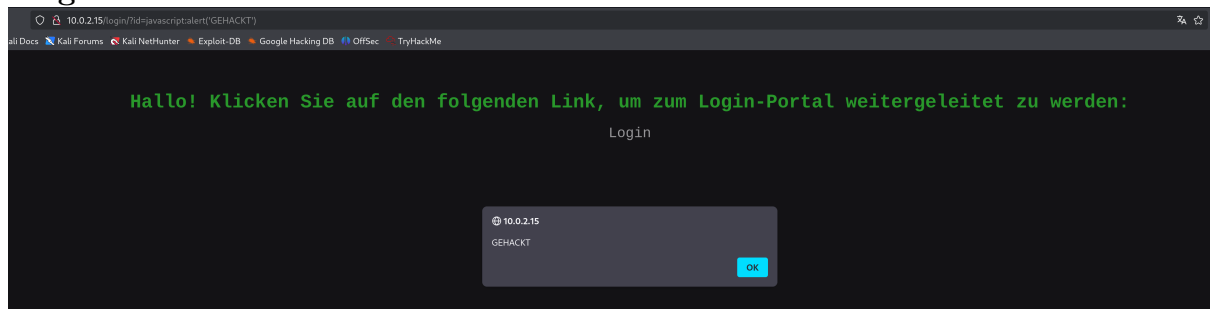 10.0.2.15/login/?id=javascript:alert('GEHACKT')
ali Docs Kali Forums Kali NetHunter Exploit-DB Google Hacking DB OffSec TryHackMe
Hallo! Klicken Sie auf den folgenden Link, um zum Login-Portal weitergeleitet zu werden:
Login
10.0.2.15
GEHACKT
OK